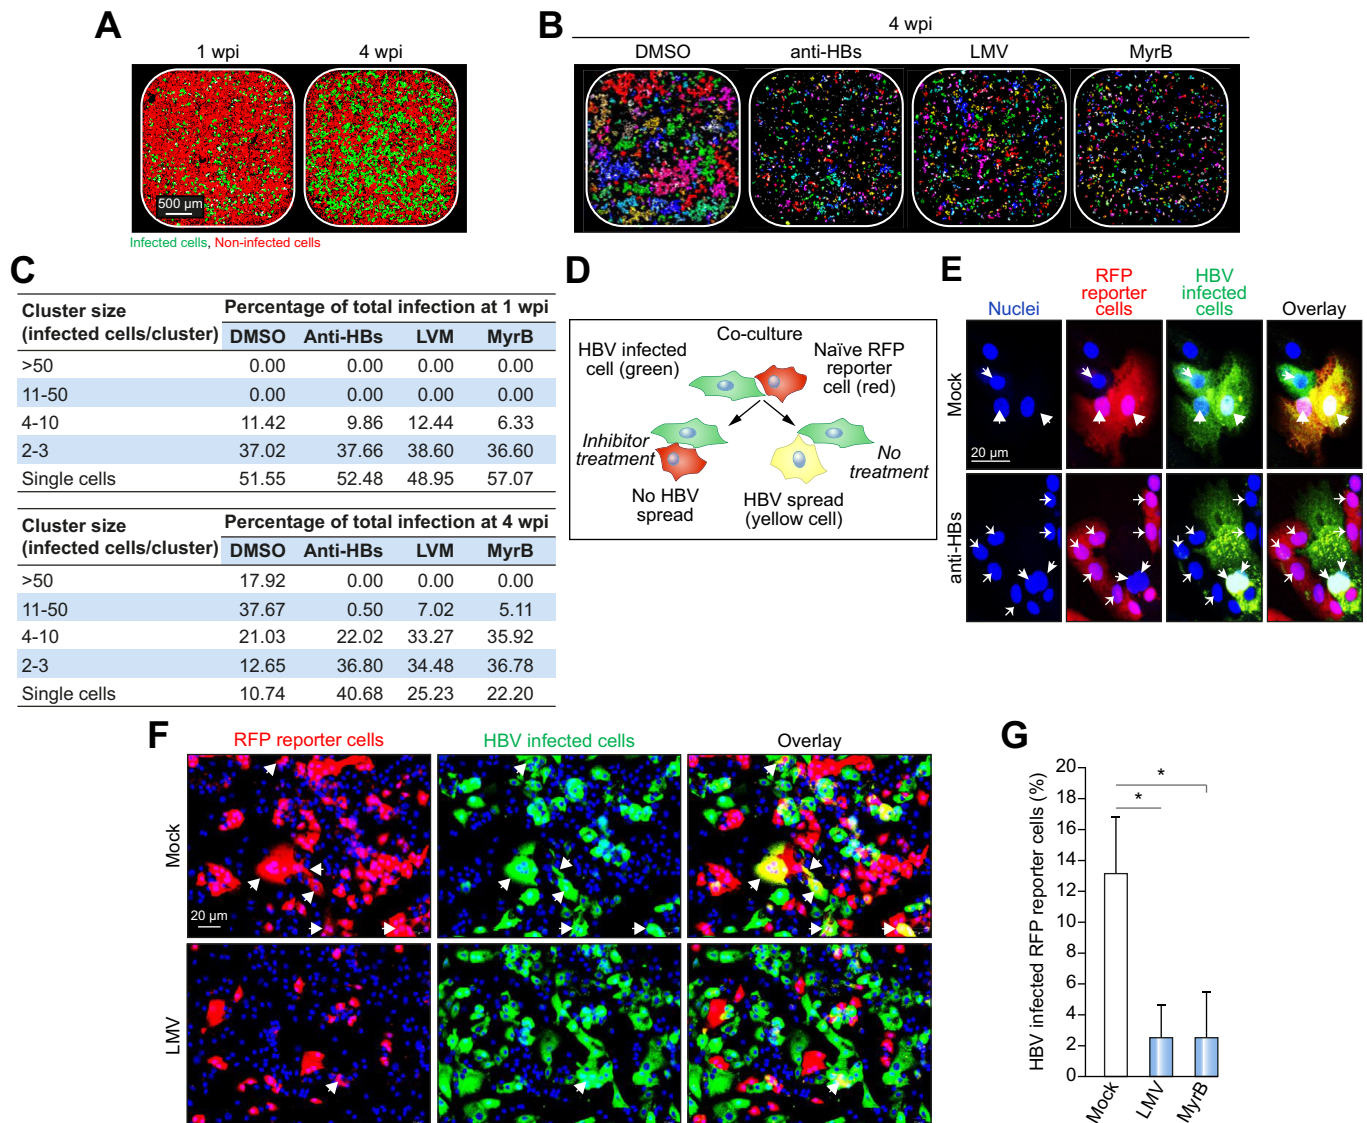 A
1 wpi
4 wpi
500 µm
Infected cells, Non-infected cells
B
4 wpi
DMSO
anti-HBs
LMV
MyrB
C
Cluster size
(infected cells/cluster)
Percentage of total infection at 1 wpi
DMSO Anti-HBs LVM MyrB
>50 0.00 0.00 0.00 0.00
11-50 0.00 0.00 0.00 0.00
4-10 11.42 9.86 12.44 6.33
2-3 37.02 37.66 38.60 36.60
Single cells 51.55 52.48 48.95 57.07
Cluster size
(infected cells/cluster)
Percentage of total infection at 4 wpi
DMSO Anti-HBs LVM MyrB
>50 17.92 0.00 0.00 0.00
11-50 37.67 0.50 7.02 5.11
4-10 21.03 22.02 33.27 35.92
2-3 12.65 36.80 34.48 36.78
Single cells 10.74 40.68 25.23 22.20
D
Co-culture
HBV infected
cell (green)
Naïve RFP
reporter
cell (red)
Inhibitor
treatment
No
treatment
No HBV
spread
HBV spread
(yellow cell)
E
Nuclei
RFP
reporter
cells
HBV
infected
cells
Overlay
Mock
20 µm
anti-HBs
F
RFP reporter cells
HBV infected cells
Overlay
Mock
20 µm
LMV
G
HBV infected RFP reporter cells (%)
20
18
16
14
12
10
8
6
4
2
0
*
*
Mock
LMV
MyrB